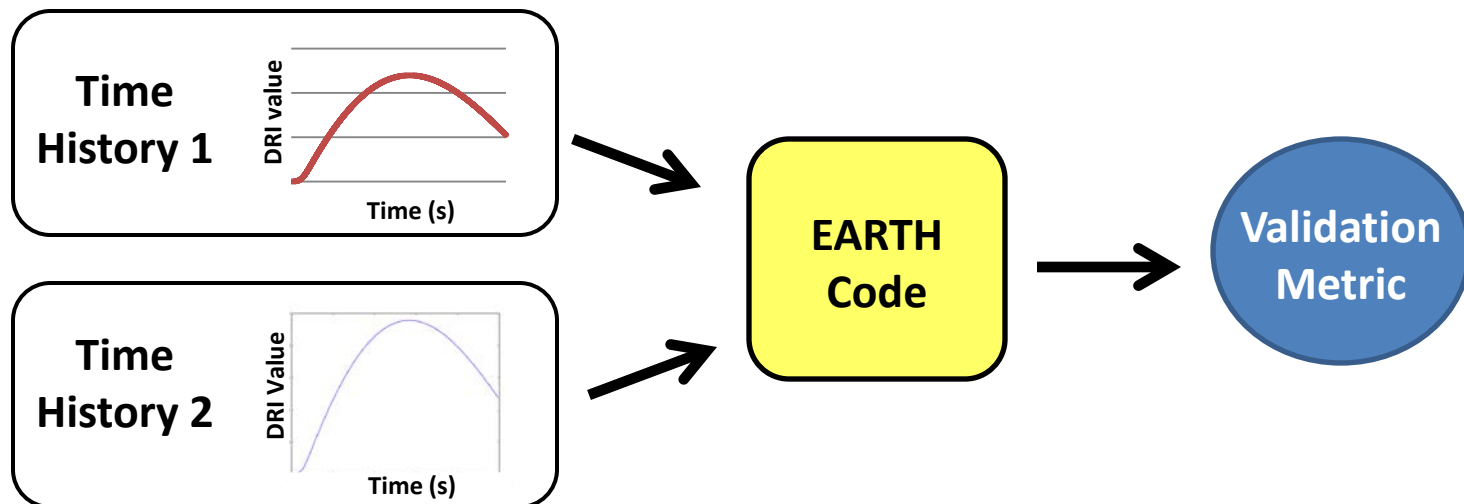 Time
History 1
DRI value
Time (s)
Time
History 2
DRI Value
Time (s)
EARTH
Code
Validation
Metric